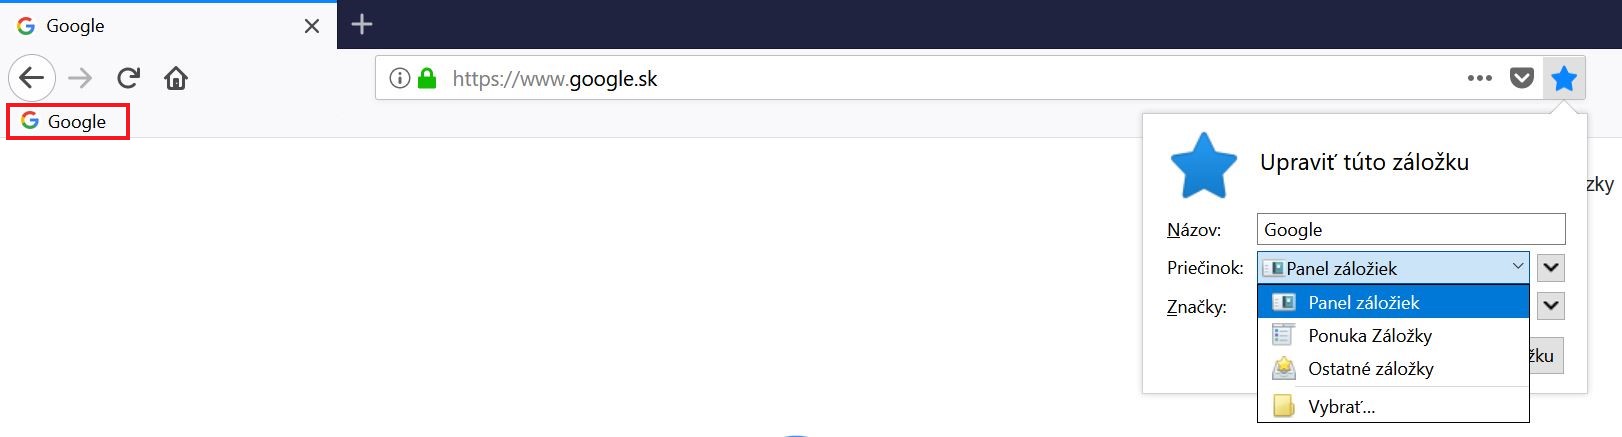 Google
https://www.google.sk
Google
Upraviť túto záložku
zky
Názov: Google
Priečinok: Panel záložiek
Značky:
Panel záložiek
Ponuka Záložky
Ostatné záložky
žku
Vybrať...